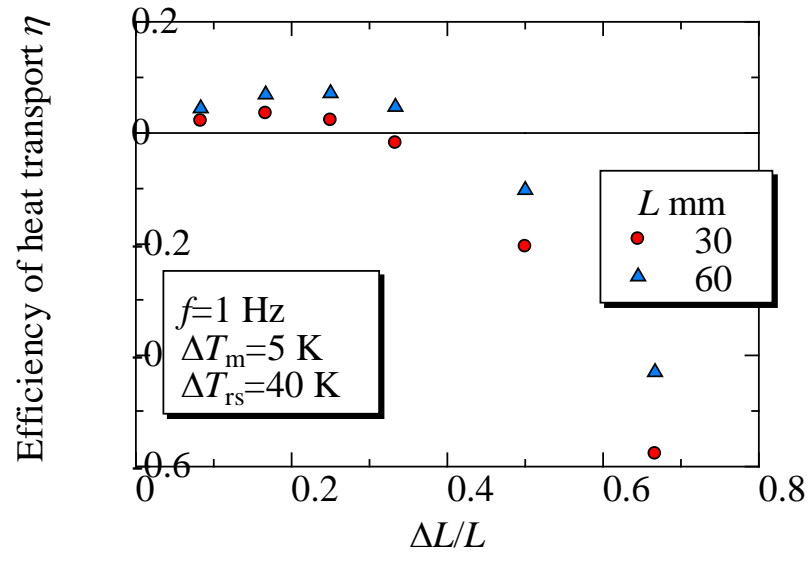 Efficiency of heat transport η
0.2
0
-0.2
-0
-0.6
0
0.2
0.4
0.6
0.8
ΔL/L
L mm
30
60
f=1 Hz
ΔTm=5 K
ΔTrs=40 K